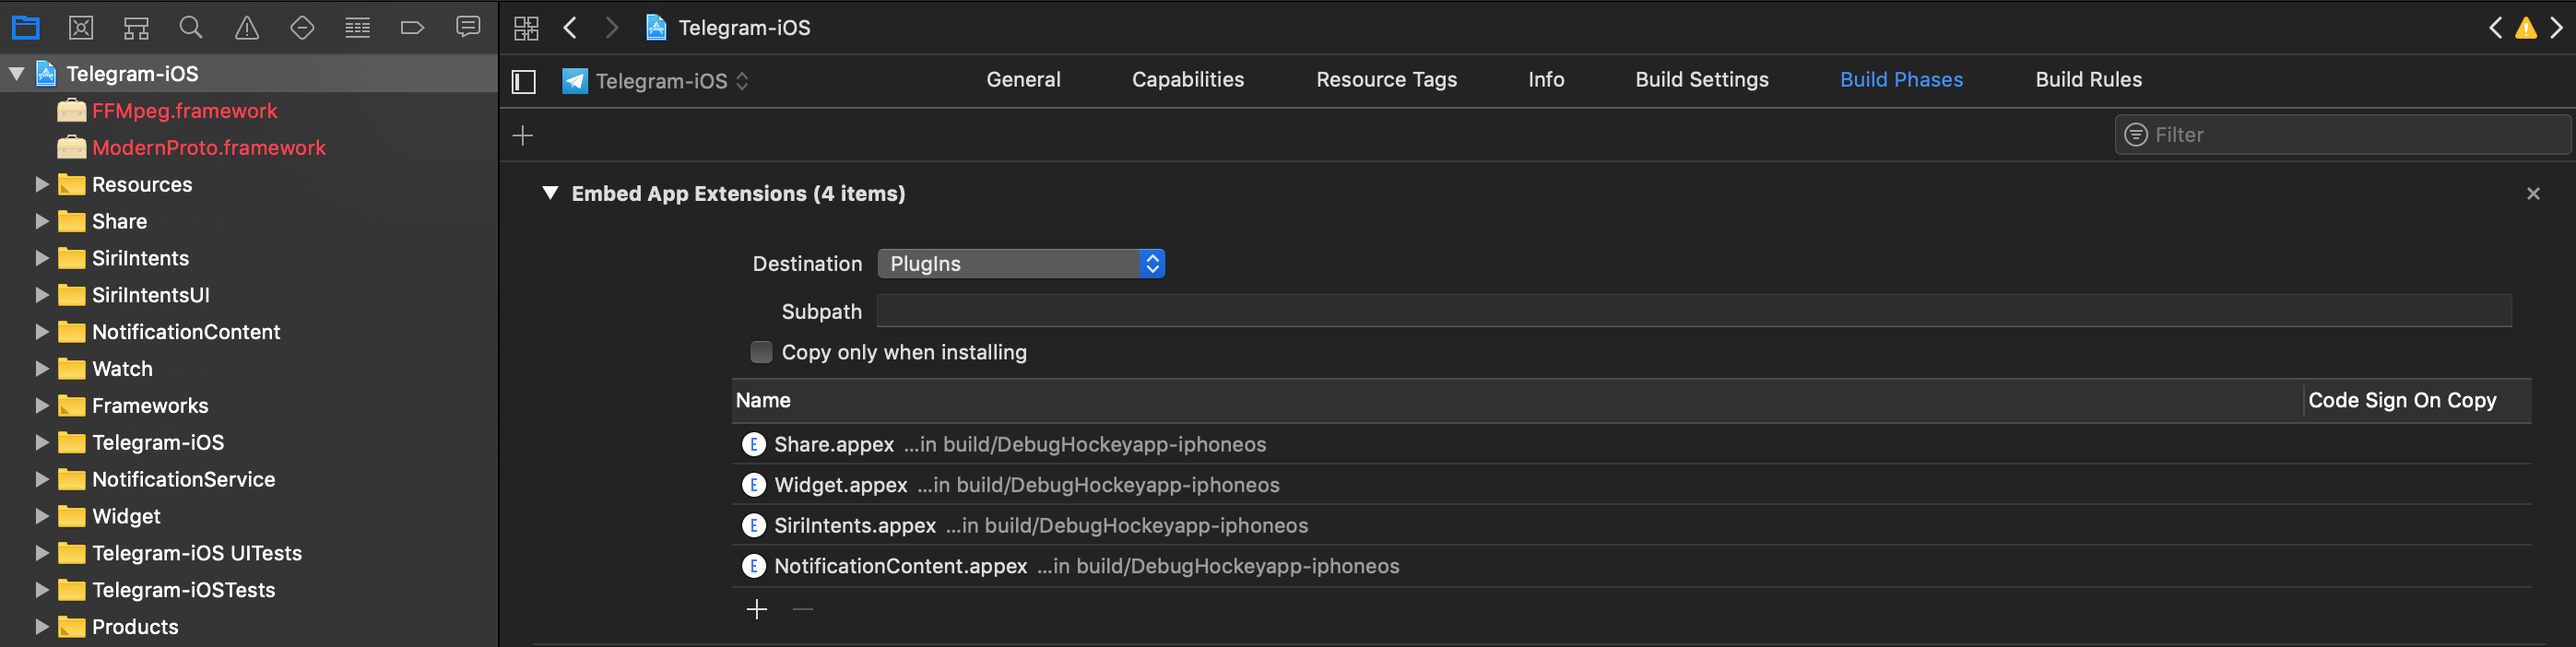 Telegram-iOS
FFMpeg.framework
ModernProto.framework
Resources
Share
SiriIntents
SiriIntentsUI
NotificationContent
Watch
Frameworks
Telegram-iOS
NotificationService
Widget
Telegram-iOS UITests
Telegram-iOSTests
Products
Telegram-iOS
Telegram-iOS General Capabilities Resource Tags Info Build Settings Build Phases Build Rules
Filter
Embed App Extensions (4 items)
Destination PlugIns
Subpath
Copy only when installing
Name Code Sign On Copy
E Share.appex ...in build/DebugHockeyapp-iphoneos
E Widget.appex ...in build/DebugHockeyapp-iphoneos
E SiriIntents.appex ...in build/DebugHockeyapp-iphoneos
E NotificationContent.appex ...in build/DebugHockeyapp-iphoneos